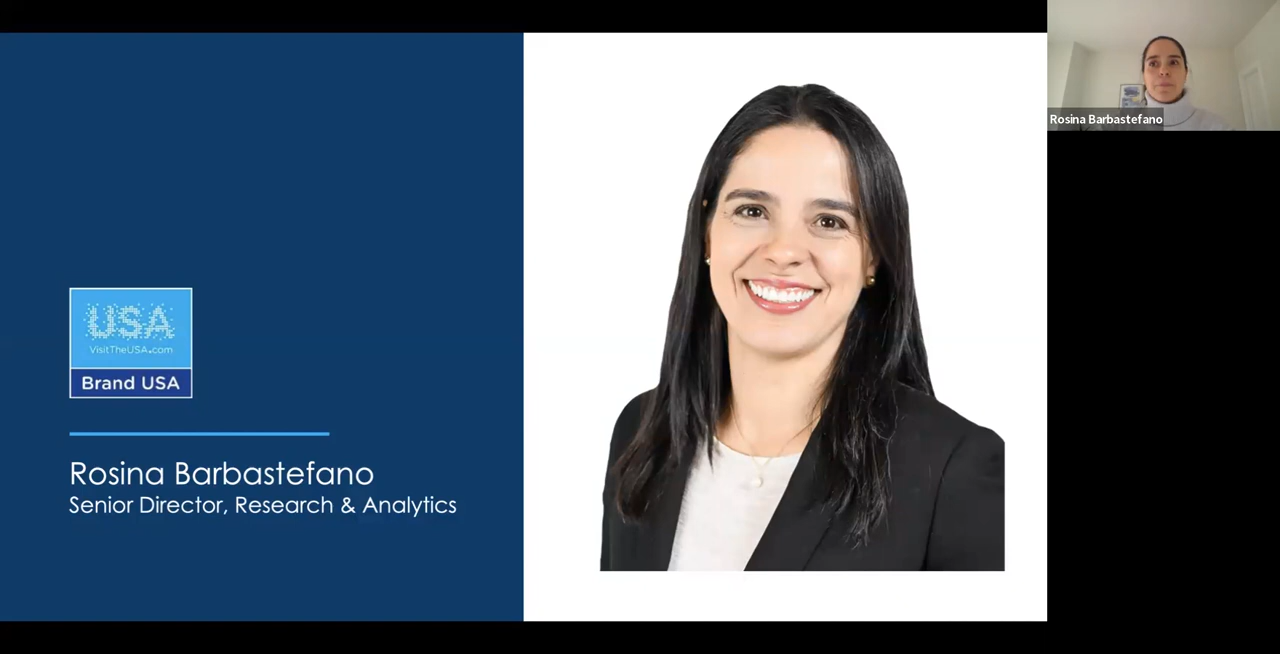 USA
VisitTheUSA.com
Brand USA
Rosina Barbastefano
Senior Director, Research & Analytics
Rosina Barbastefano